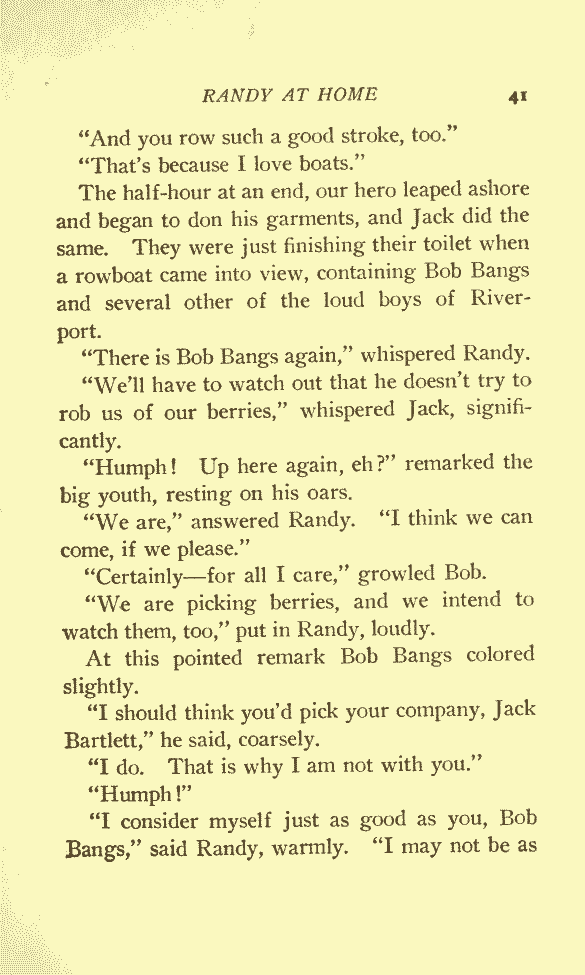 RANDY AT HOME 41
“And you row such a good stroke, too.”
“That’s because I love boats.”
The half-hour at an end, our hero leaped ashore
and began to don his garments, and Jack did the
same. They were just finishing their toilet when
a rowboat came into view, containing Bob Bangs
and several other of the loud boys of River-
port.
“There is Bob Bangs again,” whispered Randy.
“We’ll have to watch out that he doesn’t try to
rob us of our berries,” whispered Jack, signifi-
cantly.
“Humph! Up here again, eh?” remarked the
big youth, resting on his oars.
“We are,” answered Randy. “I think we can
come, if we please.”
“Certainly—for all I care,” growled Bob.
“We are picking berries, and we intend to
watch them, too,” put in Randy, loudly.
At this pointed remark Bob Bangs colored
slightly.
“I should think you’d pick your company, Jack
Bartlett,” he said, coarsely.
“I do. That is why I am not with you.”
“Humph!”
“I consider myself just as good as you, Bob
Bangs,” said Randy, warmly. “I may not be as